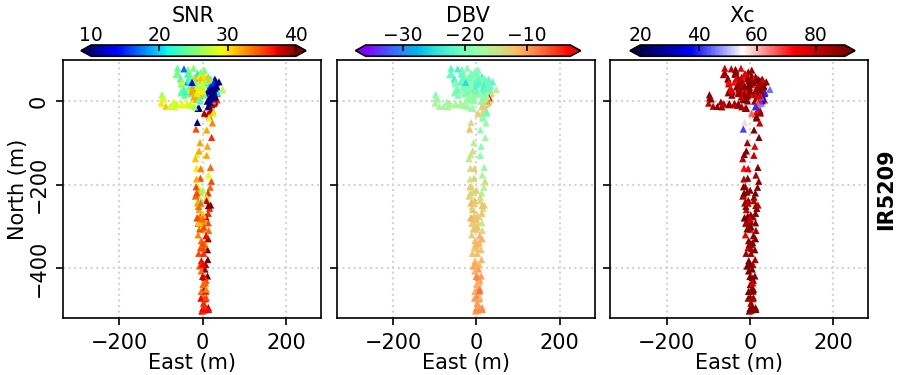 SNR DBV Xc
10 20 30 40 −30 −20 −10 20 40 60 80
North (m)
0
−200
−400
IR5209
−200 0 200 −200 0 200 −200 0 200
East (m) East (m) East (m)